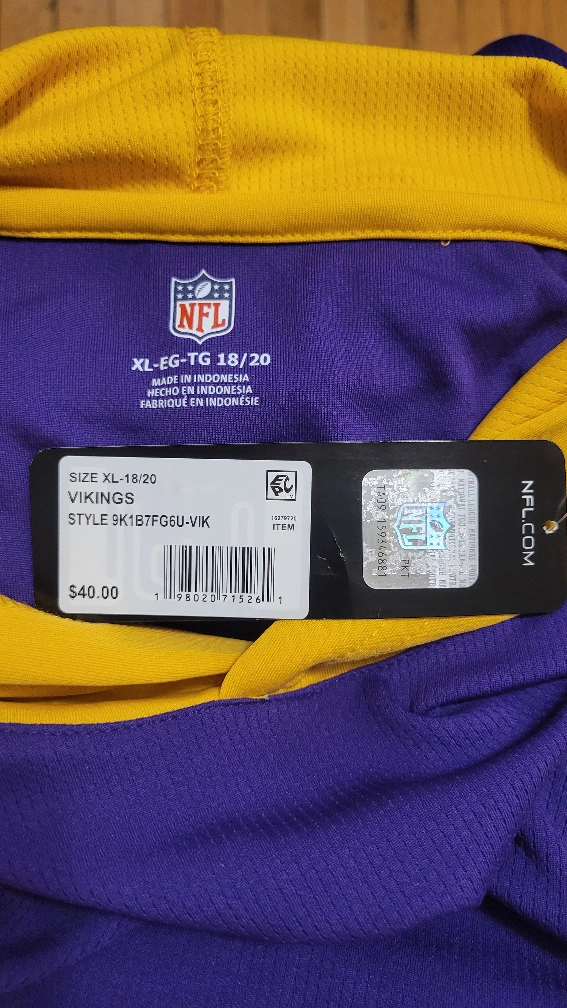 NFL
XL-EG-TG 18/20
MADE IN INDONESIA
HECHO EN INDONESIA
FABRIQUÉ EN INDONÉSIE
SIZE XL-18/20
VIKINGS
STYLE 9K1B7FG6U-VIK
ITEM
$40.00
1 98020 71526 1
NFL
PKT
NFL.COM